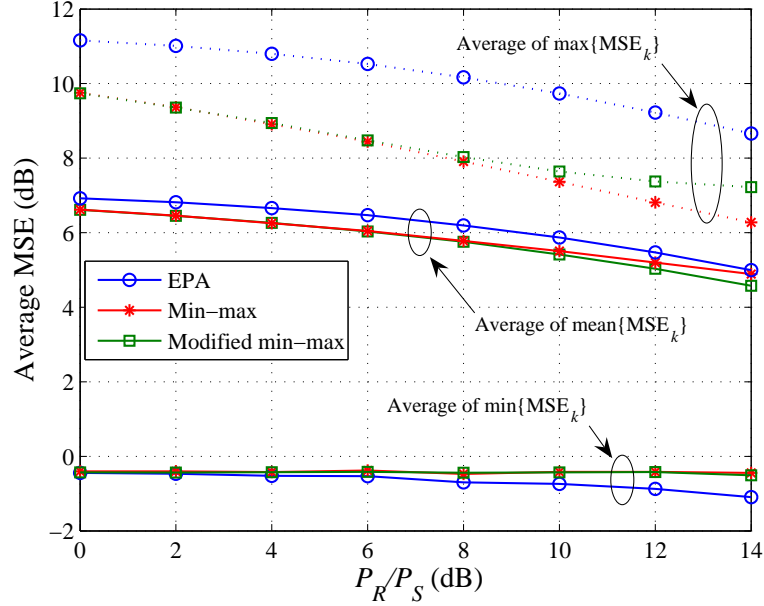 12
10
8
6
4
2
0
−2
Average MSE (dB)
Average of max{MSE_k}
EPA
Min−max
Modified min−max
Average of mean{MSE_k}
Average of min{MSE_k}
0 2 4 6 8 10 12 14
P_R/P_S (dB)